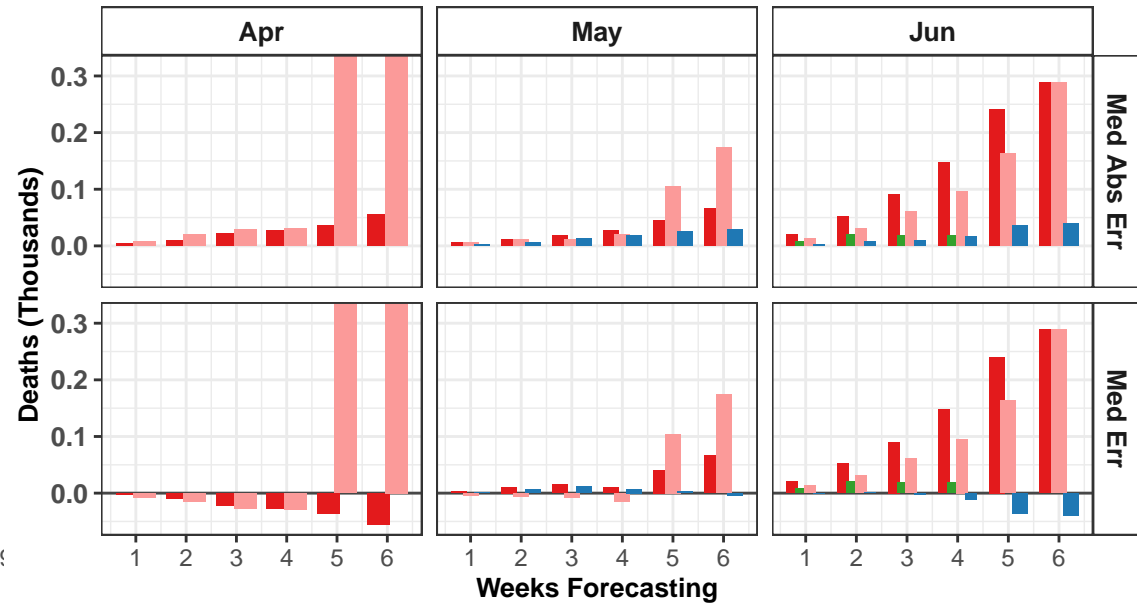 Apr
May
Jun
0.3
0.2
0.1
0.0
Med Abs Err
0.3
0.2
0.1
0.0
Med Err
Deaths (Thousands)
1 2 3 4 5 6
1 2 3 4 5 6
1 2 3 4 5 6
Weeks Forecasting